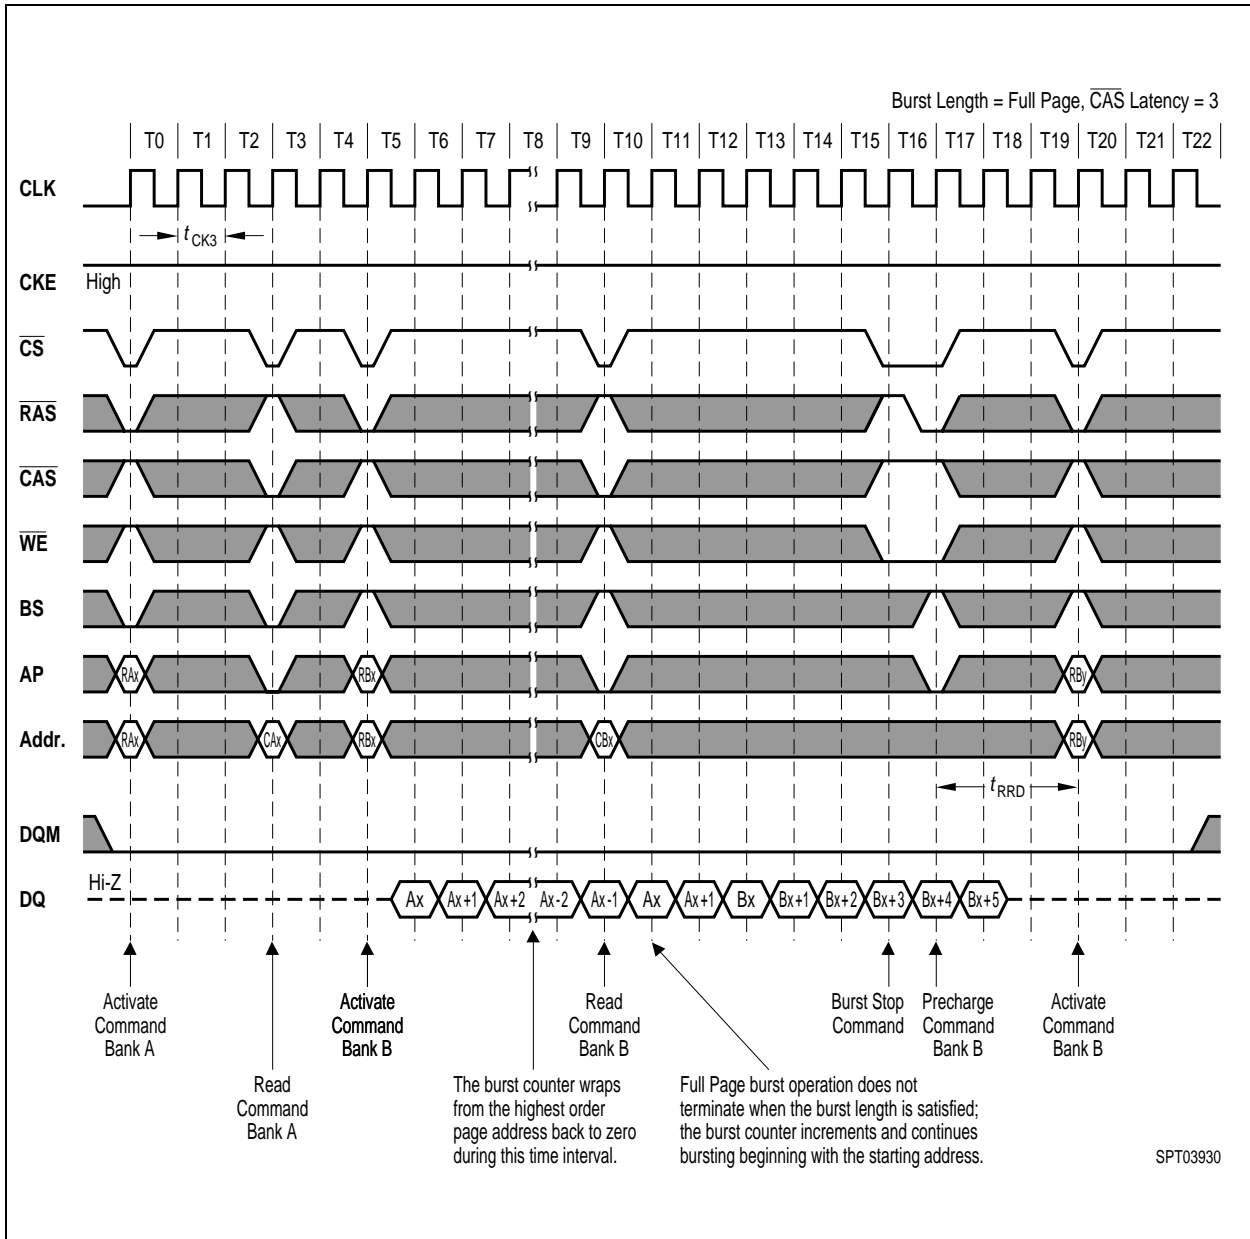 Burst Length = Full Page, CAS Latency = 3
T0 T1 T2 T3 T4 T5 T6 T7 T8 T9 T10 T11 T12 T13 T14 T15 T16 T17 T18 T19 T20 T21 T22
CLK
tCK3
CKE High
CS
RAS
CAS
WE
BS
AP RAx RBx RBy
Addr. RAx CAx RBx CBx RBy
tRRD
DQM
DQ Hi-Z Ax Ax+1 Ax+2 Ax-2 Ax-1 Ax Ax+1 Bx Bx+1 Bx+2 Bx+3 Bx+4 Bx+5
Activate
Command
Bank A
Read
Command
Bank A
Activate
Command
Bank B
The burst counter wraps
from the highest order
page address back to zero
during this time interval.
Read
Command
Bank B
Full Page burst operation does not
terminate when the burst length is satisfied;
the burst counter increments and continues
bursting beginning with the starting address.
Burst Stop
Command
Precharge
Command
Bank B
Activate
Command
Bank B
SPT03930